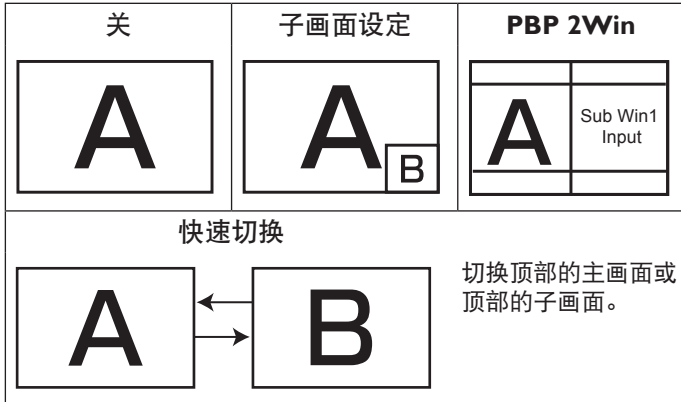 关
子画面设定
PBP 2Win
A
A
B
A
Sub Win1
Input
快速切换
A
B
切换顶部的主画面或
顶部的子画面。